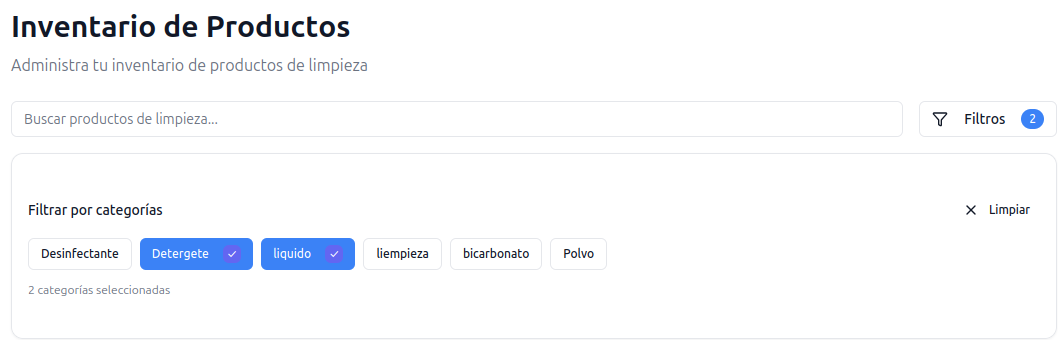 Inventario de Productos
Administra tu inventario de productos de limpieza
Buscar productos de limpieza... Filtros 2
Filtrar por categorías Limpiar
Desinfectante Detergete liquido liempieza bicarbonato Polvo
2 categorías seleccionadas